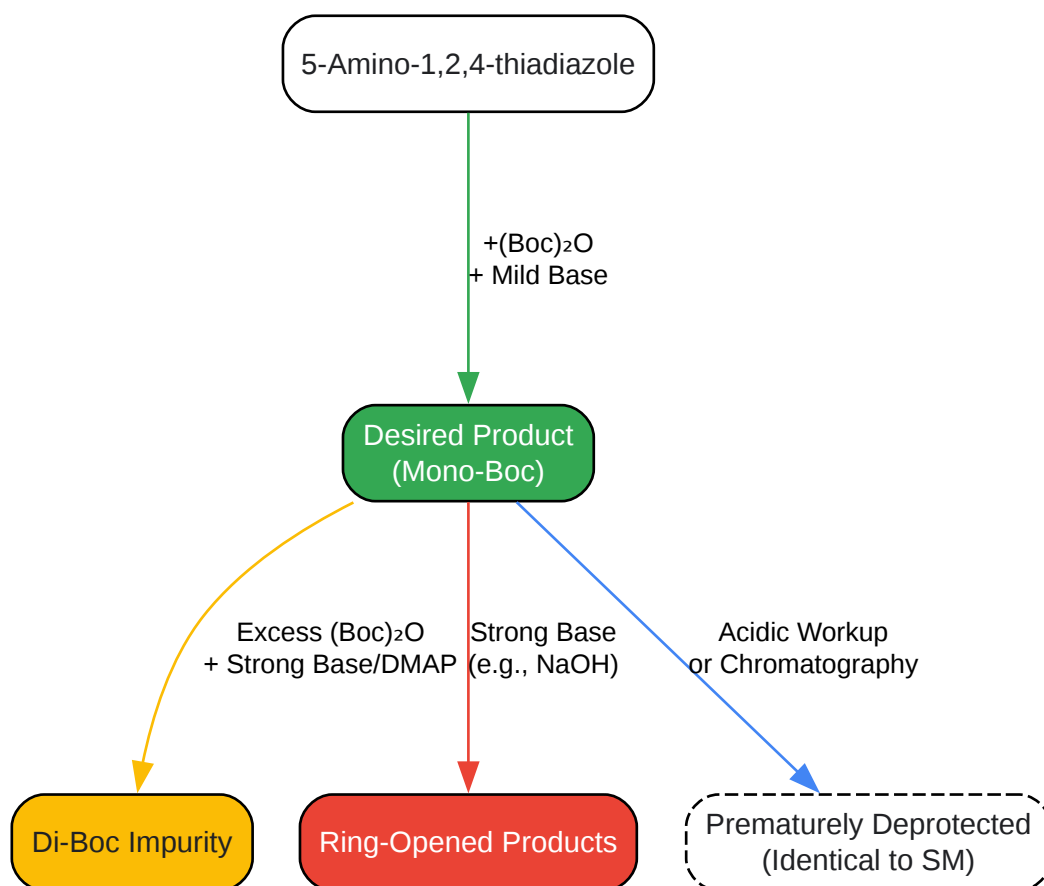 5-Amino-1,2,4-thiadiazole
+(Boc)₂O
+ Mild Base
Desired Product
(Mono-Boc)
Excess (Boc)₂O
+ Strong Base/DMAP
Strong Base
(e.g., NaOH)
Acidic Workup
or Chromatography
Di-Boc Impurity
Ring-Opened Products
Prematurely Deprotected
(Identical to SM)